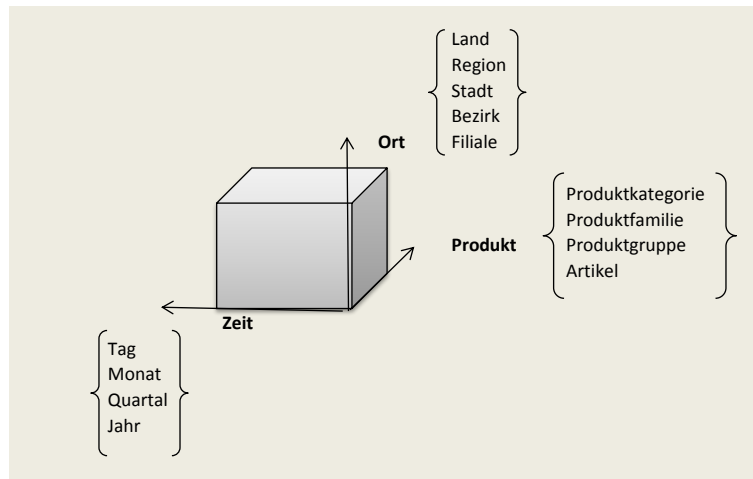 Land
Region
Stadt
Bezirk
Filiale
Ort
Produktkategorie
Produktfamilie
Produktgruppe
Artikel
Produkt
Zeit
Tag
Monat
Quartal
Jahr